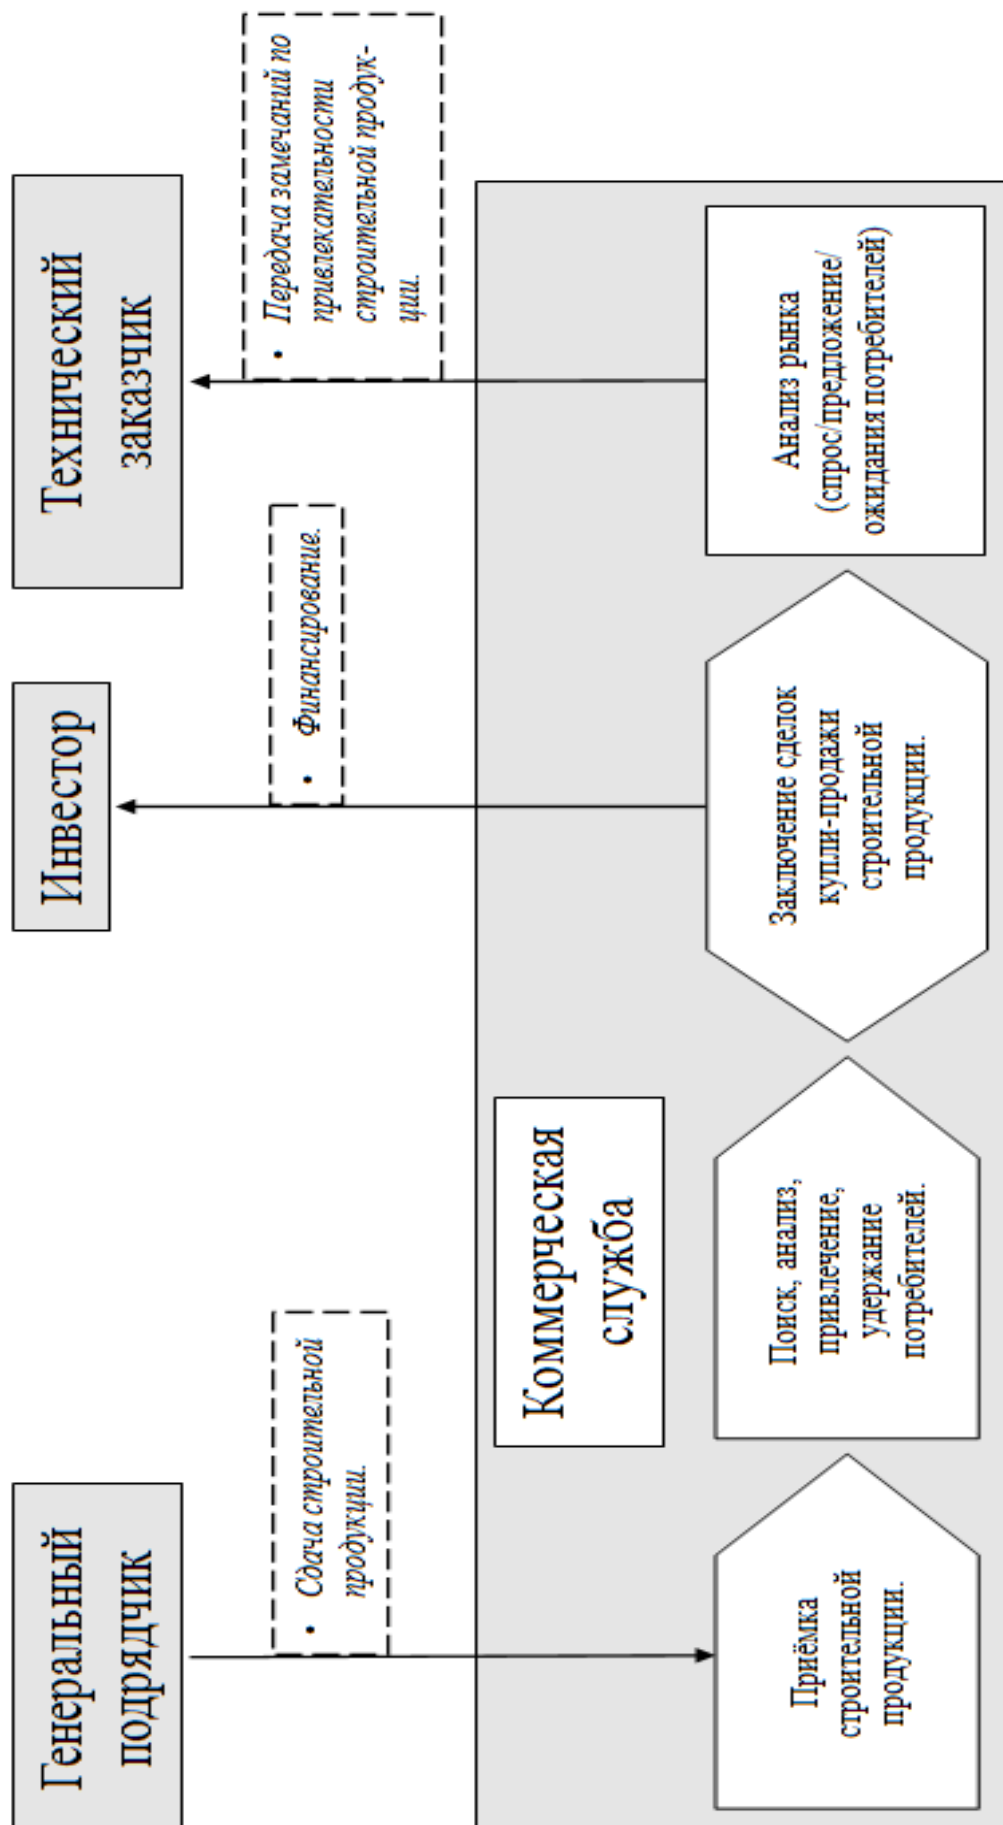 Генеральный
подрядчик
Инвестор
Технический
заказчик
• Сдача строительной
продукции.
• Финансирование.
• Передача замечаний по
привлекательности
строительной продук-
ции.
Коммерческая
служба
Приёмка
строительной
продукции.
Поиск, анализ,
привлечение,
удержание
потребителей.
Заключение сделок
купли-продажи
строительной
продукции.
Анализ рынка
(спрос/предложение/
ожидания потребителей)